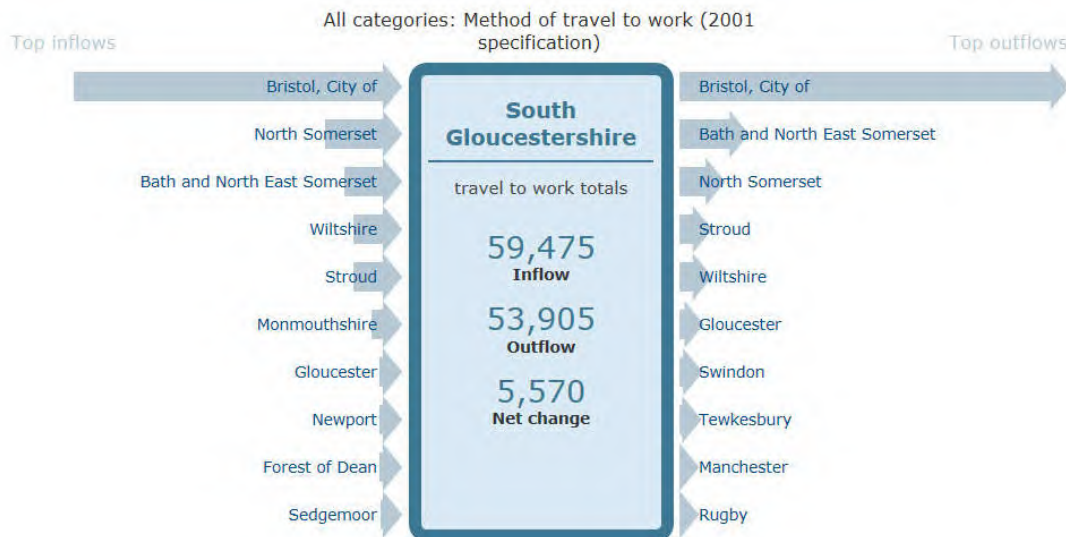 All categories: Method of travel to work (2001
specification)
Top inflows
Top outflows
Bristol, City of
North Somerset
Bath and North East Somerset
Wiltshire
Stroud
Monmouthshire
Gloucester
Newport
Forest of Dean
Sedgemoor
South
Gloucestershire
travel to work totals
59,475
Inflow
53,905
Outflow
5,570
Net change
Bristol, City of
Bath and North East Somerset
North Somerset
Stroud
Wiltshire
Gloucester
Swindon
Tewkesbury
Manchester
Rugby